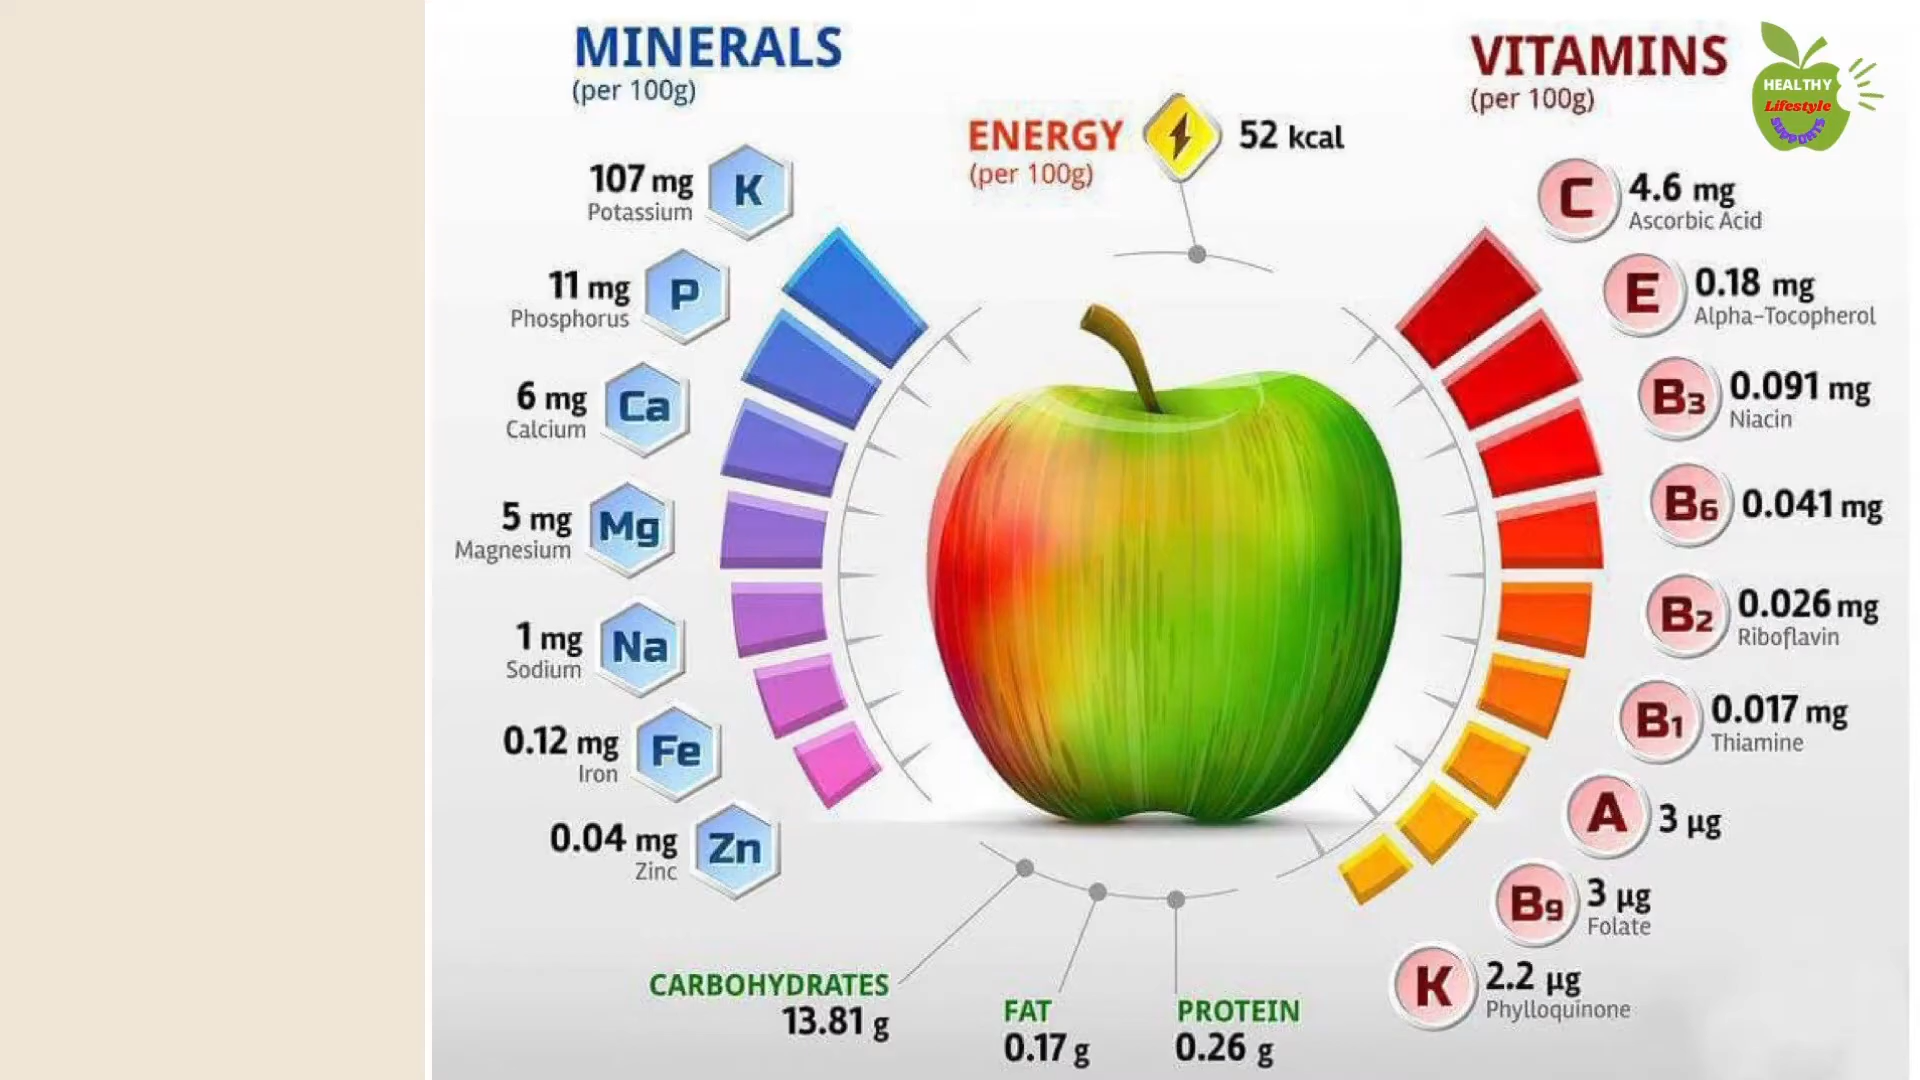 MINERALS
(per 100g)
107 mg
Potassium
K
11 mg
Phosphorus
P
6 mg
Calcium
Ca
5 mg
Magnesium
Mg
1 mg
Sodium
Na
0.12 mg
Iron
Fe
0.04 mg
Zinc
Zn
ENERGY
(per 100g)
52 kcal
VITAMINS
(per 100g)
HEALTHY
Lifestyle
SUPPORTS
C
4.6 mg
Ascorbic Acid
E
0.18 mg
Alpha-Tocopherol
B3
0.091 mg
Niacin
B6
0.041 mg
B2
0.026 mg
Riboflavin
B1
0.017 mg
Thiamine
A
3 µg
B9
3 µg
Folate
K
2.2 µg
Phylloquinone
CARBOHYDRATES
13.81 g
FAT
0.17 g
PROTEIN
0.26 g